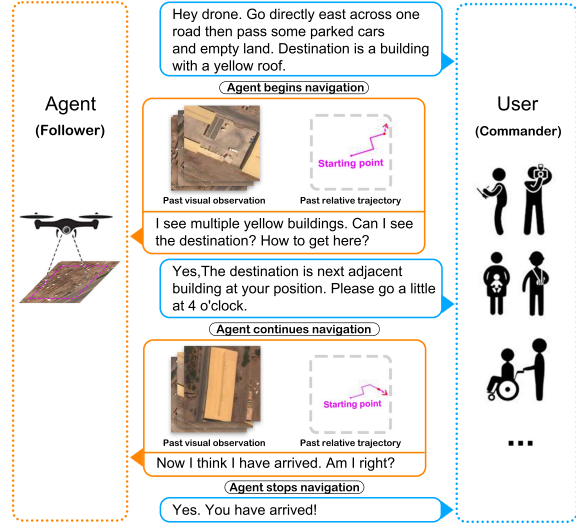 Hey drone. Go directly east across one
road then pass some parked cars
and empty land. Destination is a building
with a yellow roof.
Agent begins navigation
Agent
(Follower)
User
(Commander)
Starting point
Past visual observation
Past relative trajectory
I see multiple yellow buildings. Can I see
the destination? How to get here?
Yes,The destination is next adjacent
building at your position. Please go a little
at 4 o'clock.
Agent continues navigation
Starting point
Past visual observation
Past relative trajectory
Now I think I have arrived. Am I right?
Agent stops navigation
Yes. You have arrived!
...